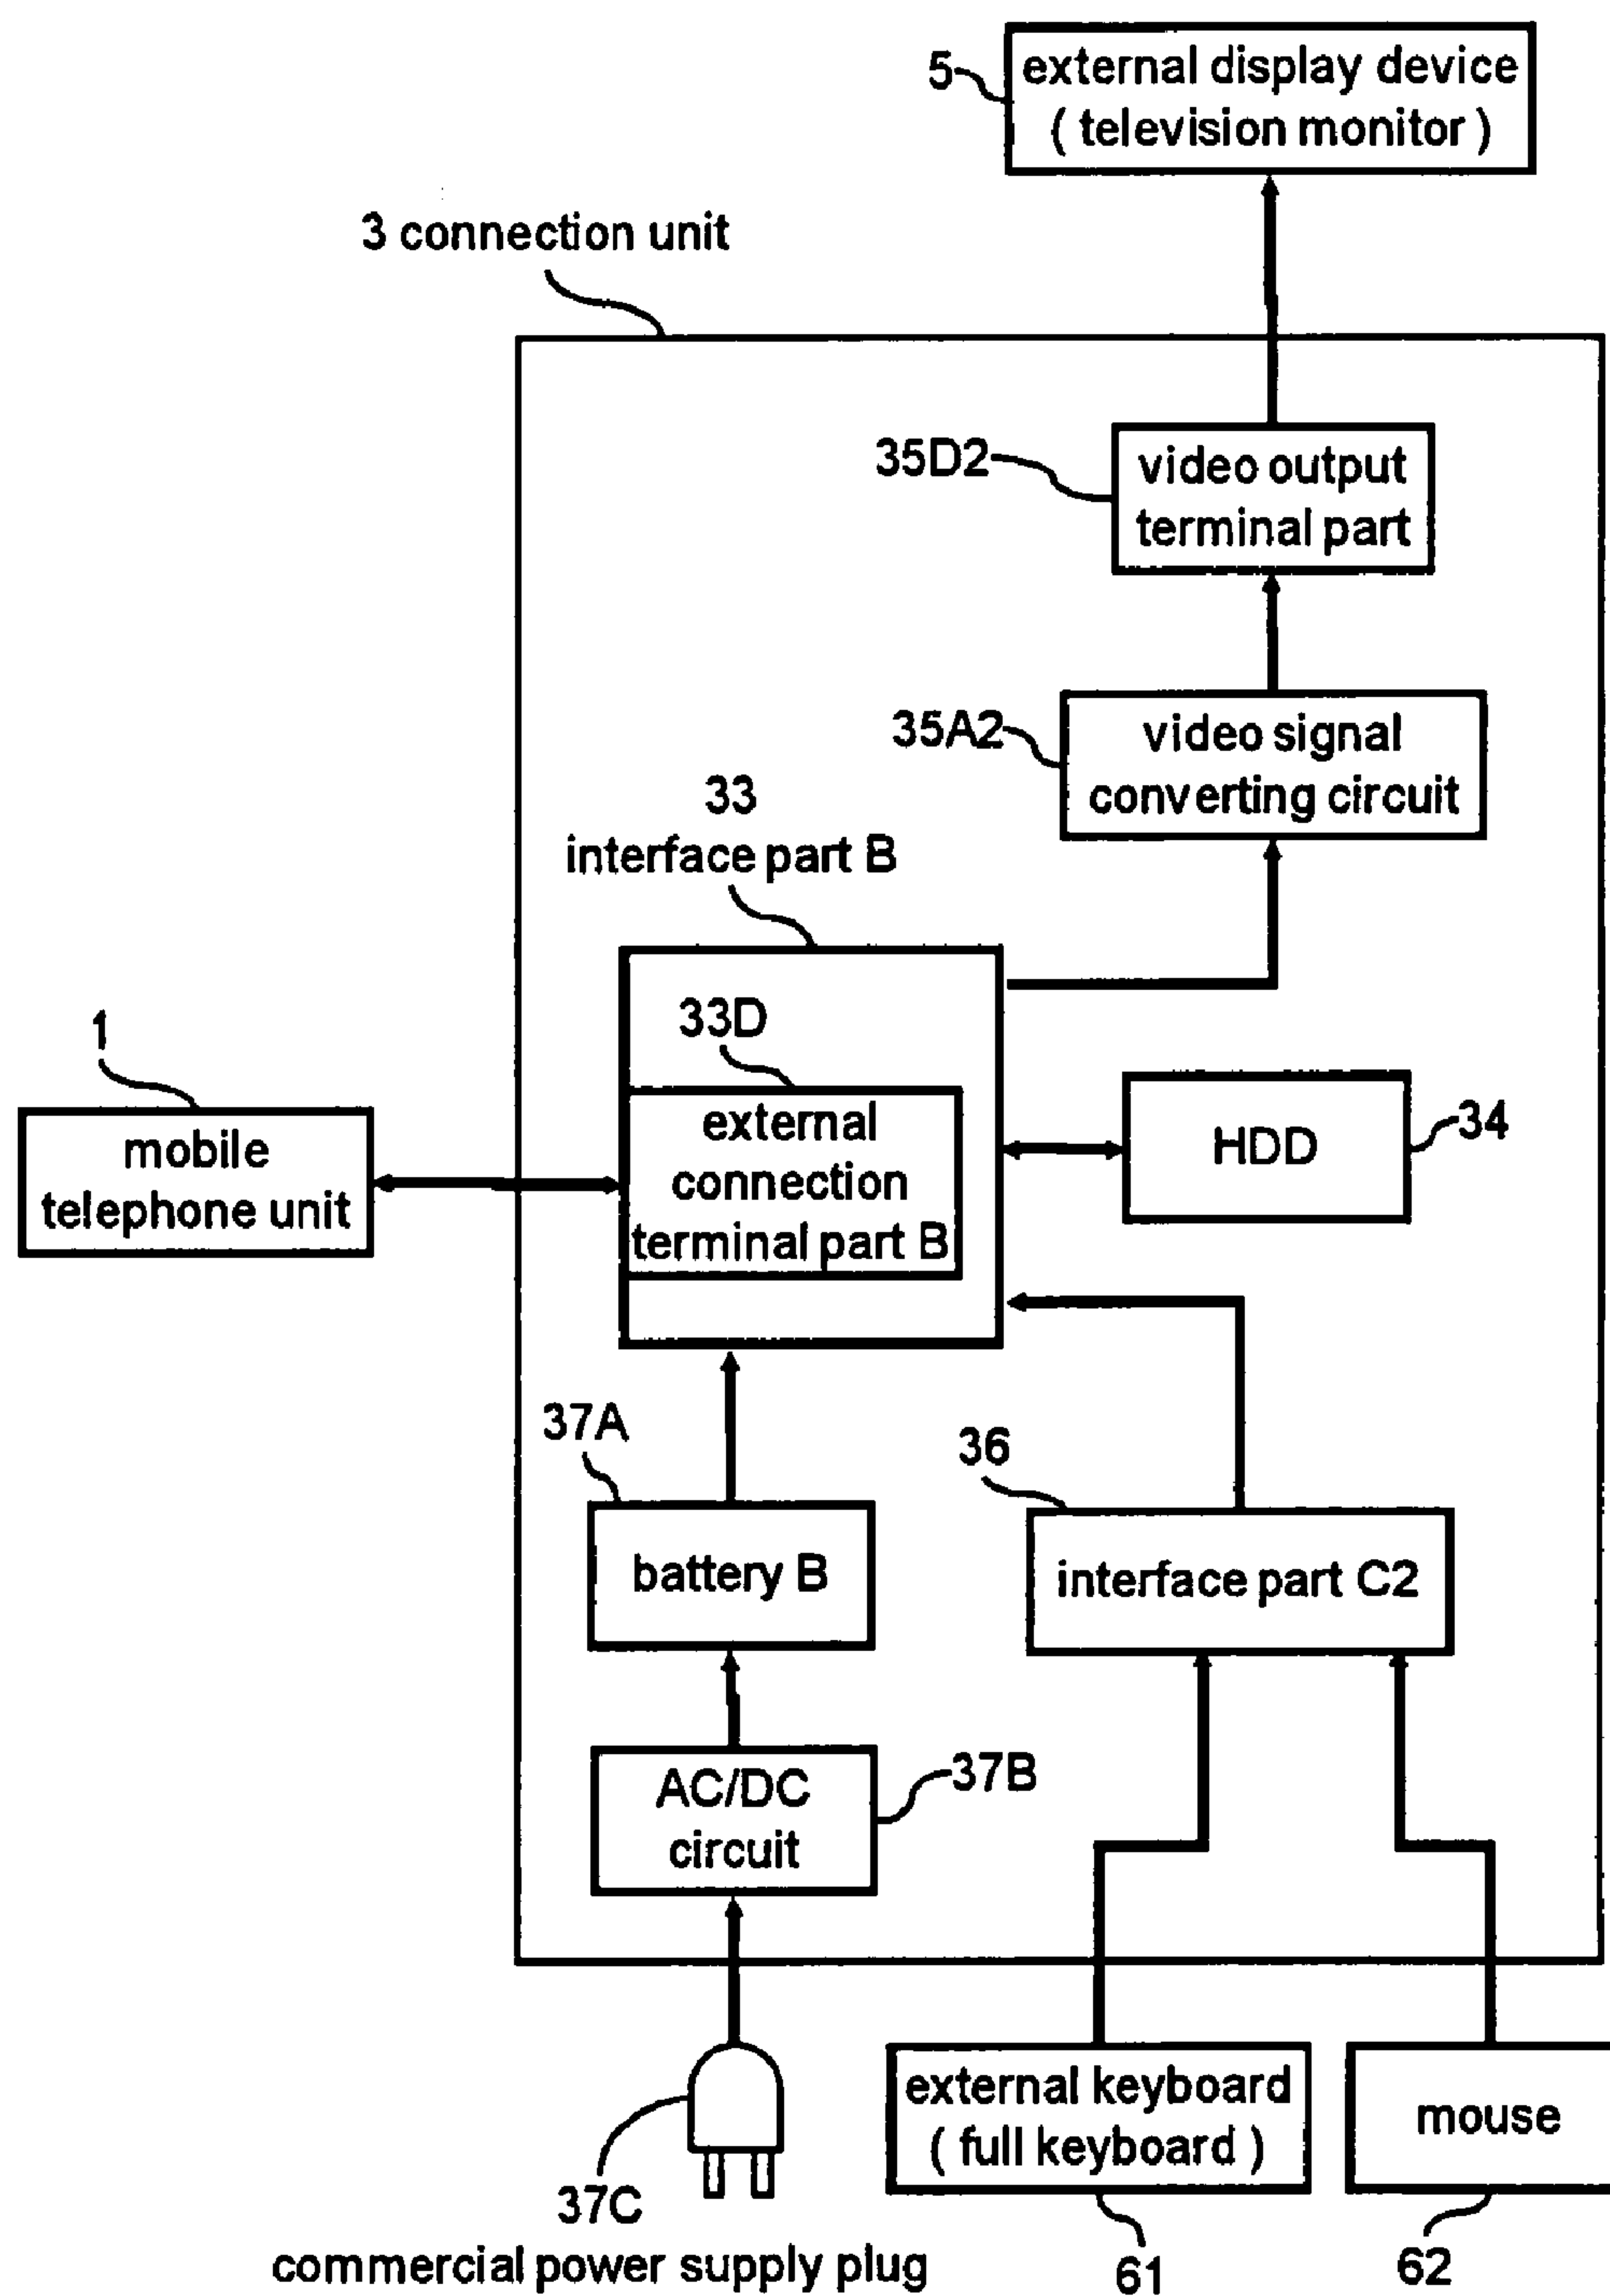 5
external display device
( television monitor )
3 connection unit
35D2
video output
terminal part
35A2
video signal
converting circuit
33
interface part B
33D
external
connection
terminal part B
1
mobile
telephone unit
HDD
34
37A
battery B
36
interface part C2
AC/DC
circuit
37B
37C
commercial power supply plug
external keyboard
( full keyboard )
61
mouse
62